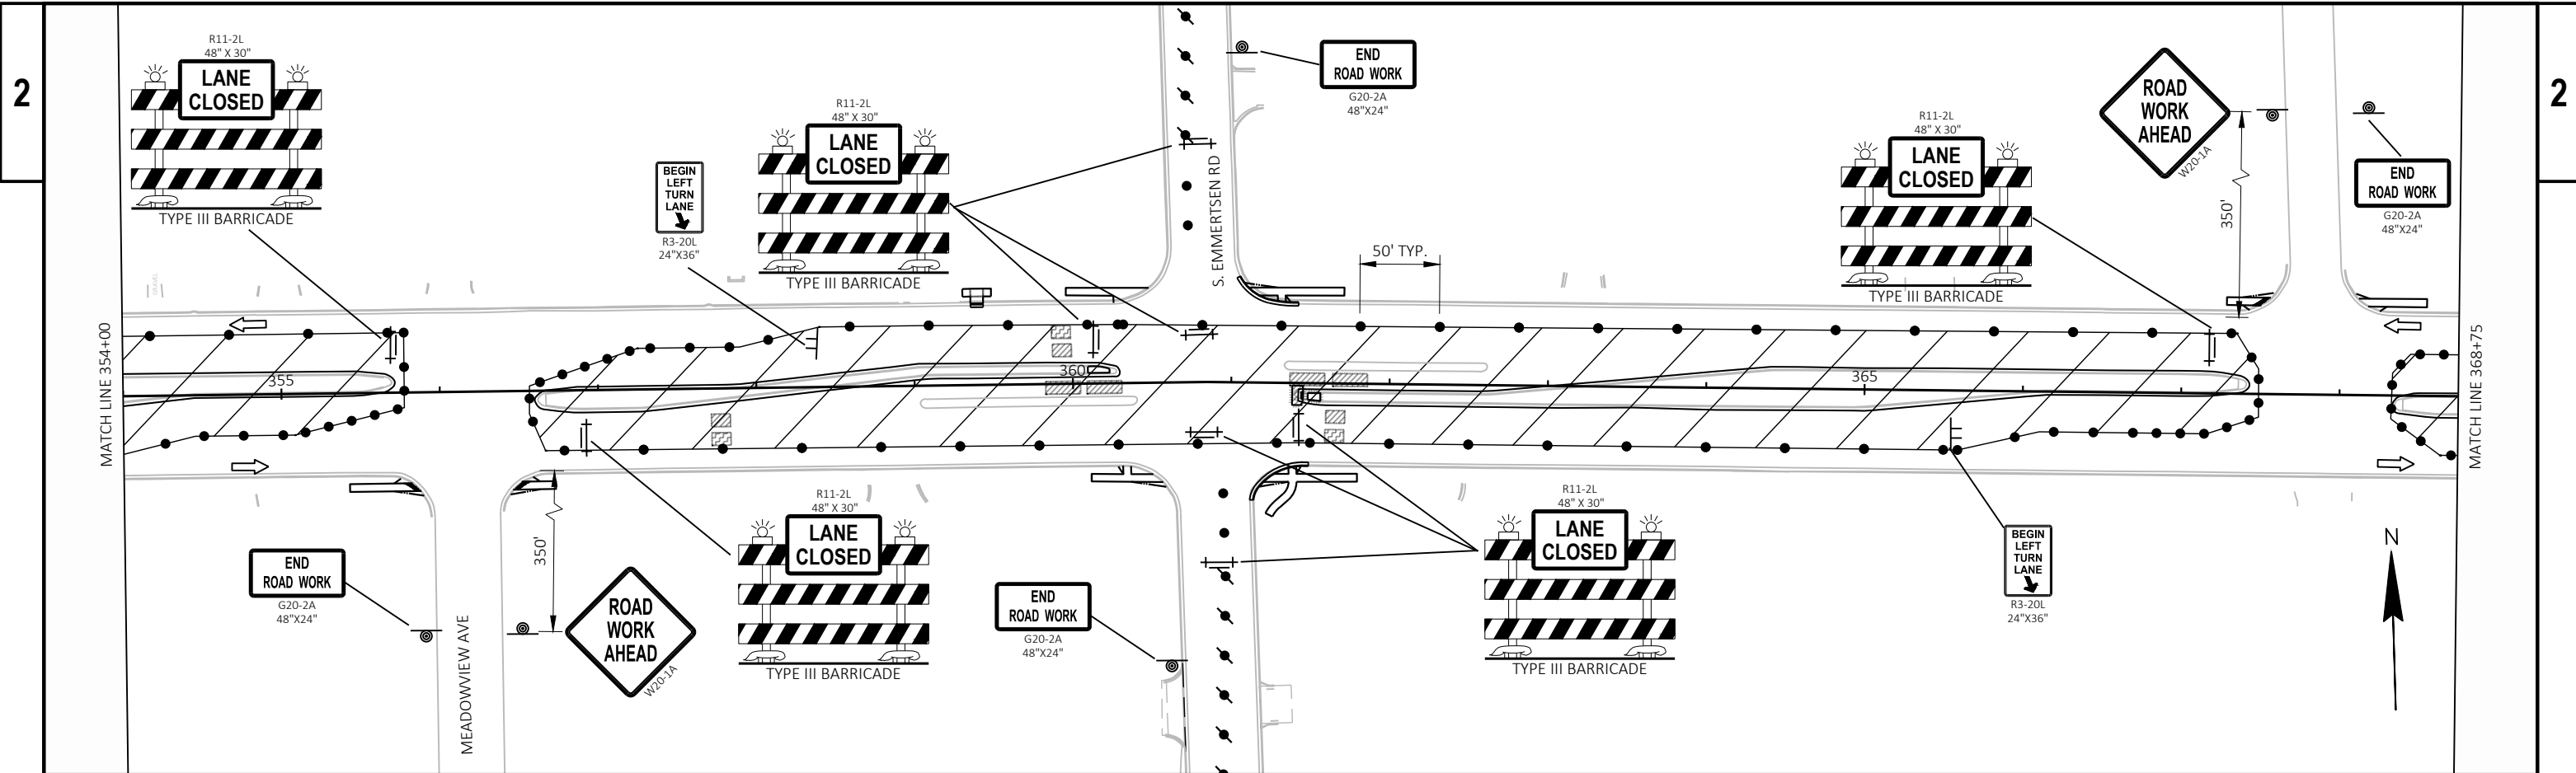 2
R11-2L
48" X 30"
LANE
CLOSED
TYPE III BARRICADE
BEGIN
LEFT
TURN
LANE
R3-20L
24"X36"
R11-2L
48" X 30"
LANE
CLOSED
TYPE III BARRICADE
S. EMMERTSEN RD
END
ROAD WORK
G20-2A
48"X24"
50' TYP.
R11-2L
48" X 30"
LANE
CLOSED
TYPE III BARRICADE
ROAD
WORK
AHEAD
W20-1A
350'
END
ROAD WORK
G20-2A
48"X24"
2
MATCH LINE 354+00
355
360
365
MATCH LINE 368+75
END
ROAD WORK
G20-2A
48"X24"
MEADOWVIEW AVE
350'
ROAD
WORK
AHEAD
W20-1A
R11-2L
48" X 30"
LANE
CLOSED
TYPE III BARRICADE
END
ROAD WORK
G20-2A
48"X24"
R11-2L
48" X 30"
LANE
CLOSED
TYPE III BARRICADE
BEGIN
LEFT
TURN
LANE
R3-20L
24"X36"
N